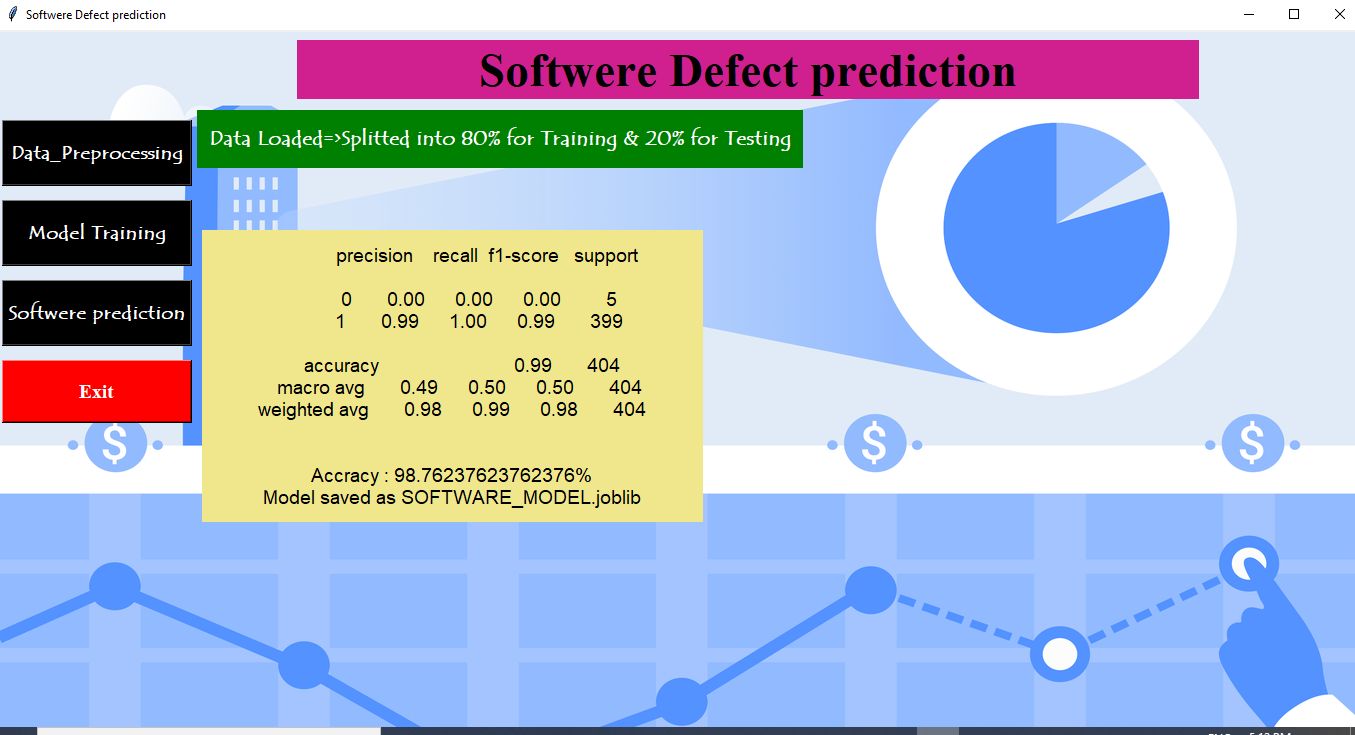 Softwere Defect prediction
Softwere Defect prediction
Data Loaded=>Splitted into 80% for Training & 20% for Testing
Data_Preprocessing
Model Training
Softwere prediction
Exit
precision recall f1-score support
0 0.00 0.00 0.00 5
1 0.99 1.00 0.99 399
accuracy 0.99 404
macro avg 0.49 0.50 0.50 404
weighted avg 0.98 0.99 0.98 404
Accracy : 98.76237623762376%
Model saved as SOFTWARE_MODEL.joblib
$ $ $